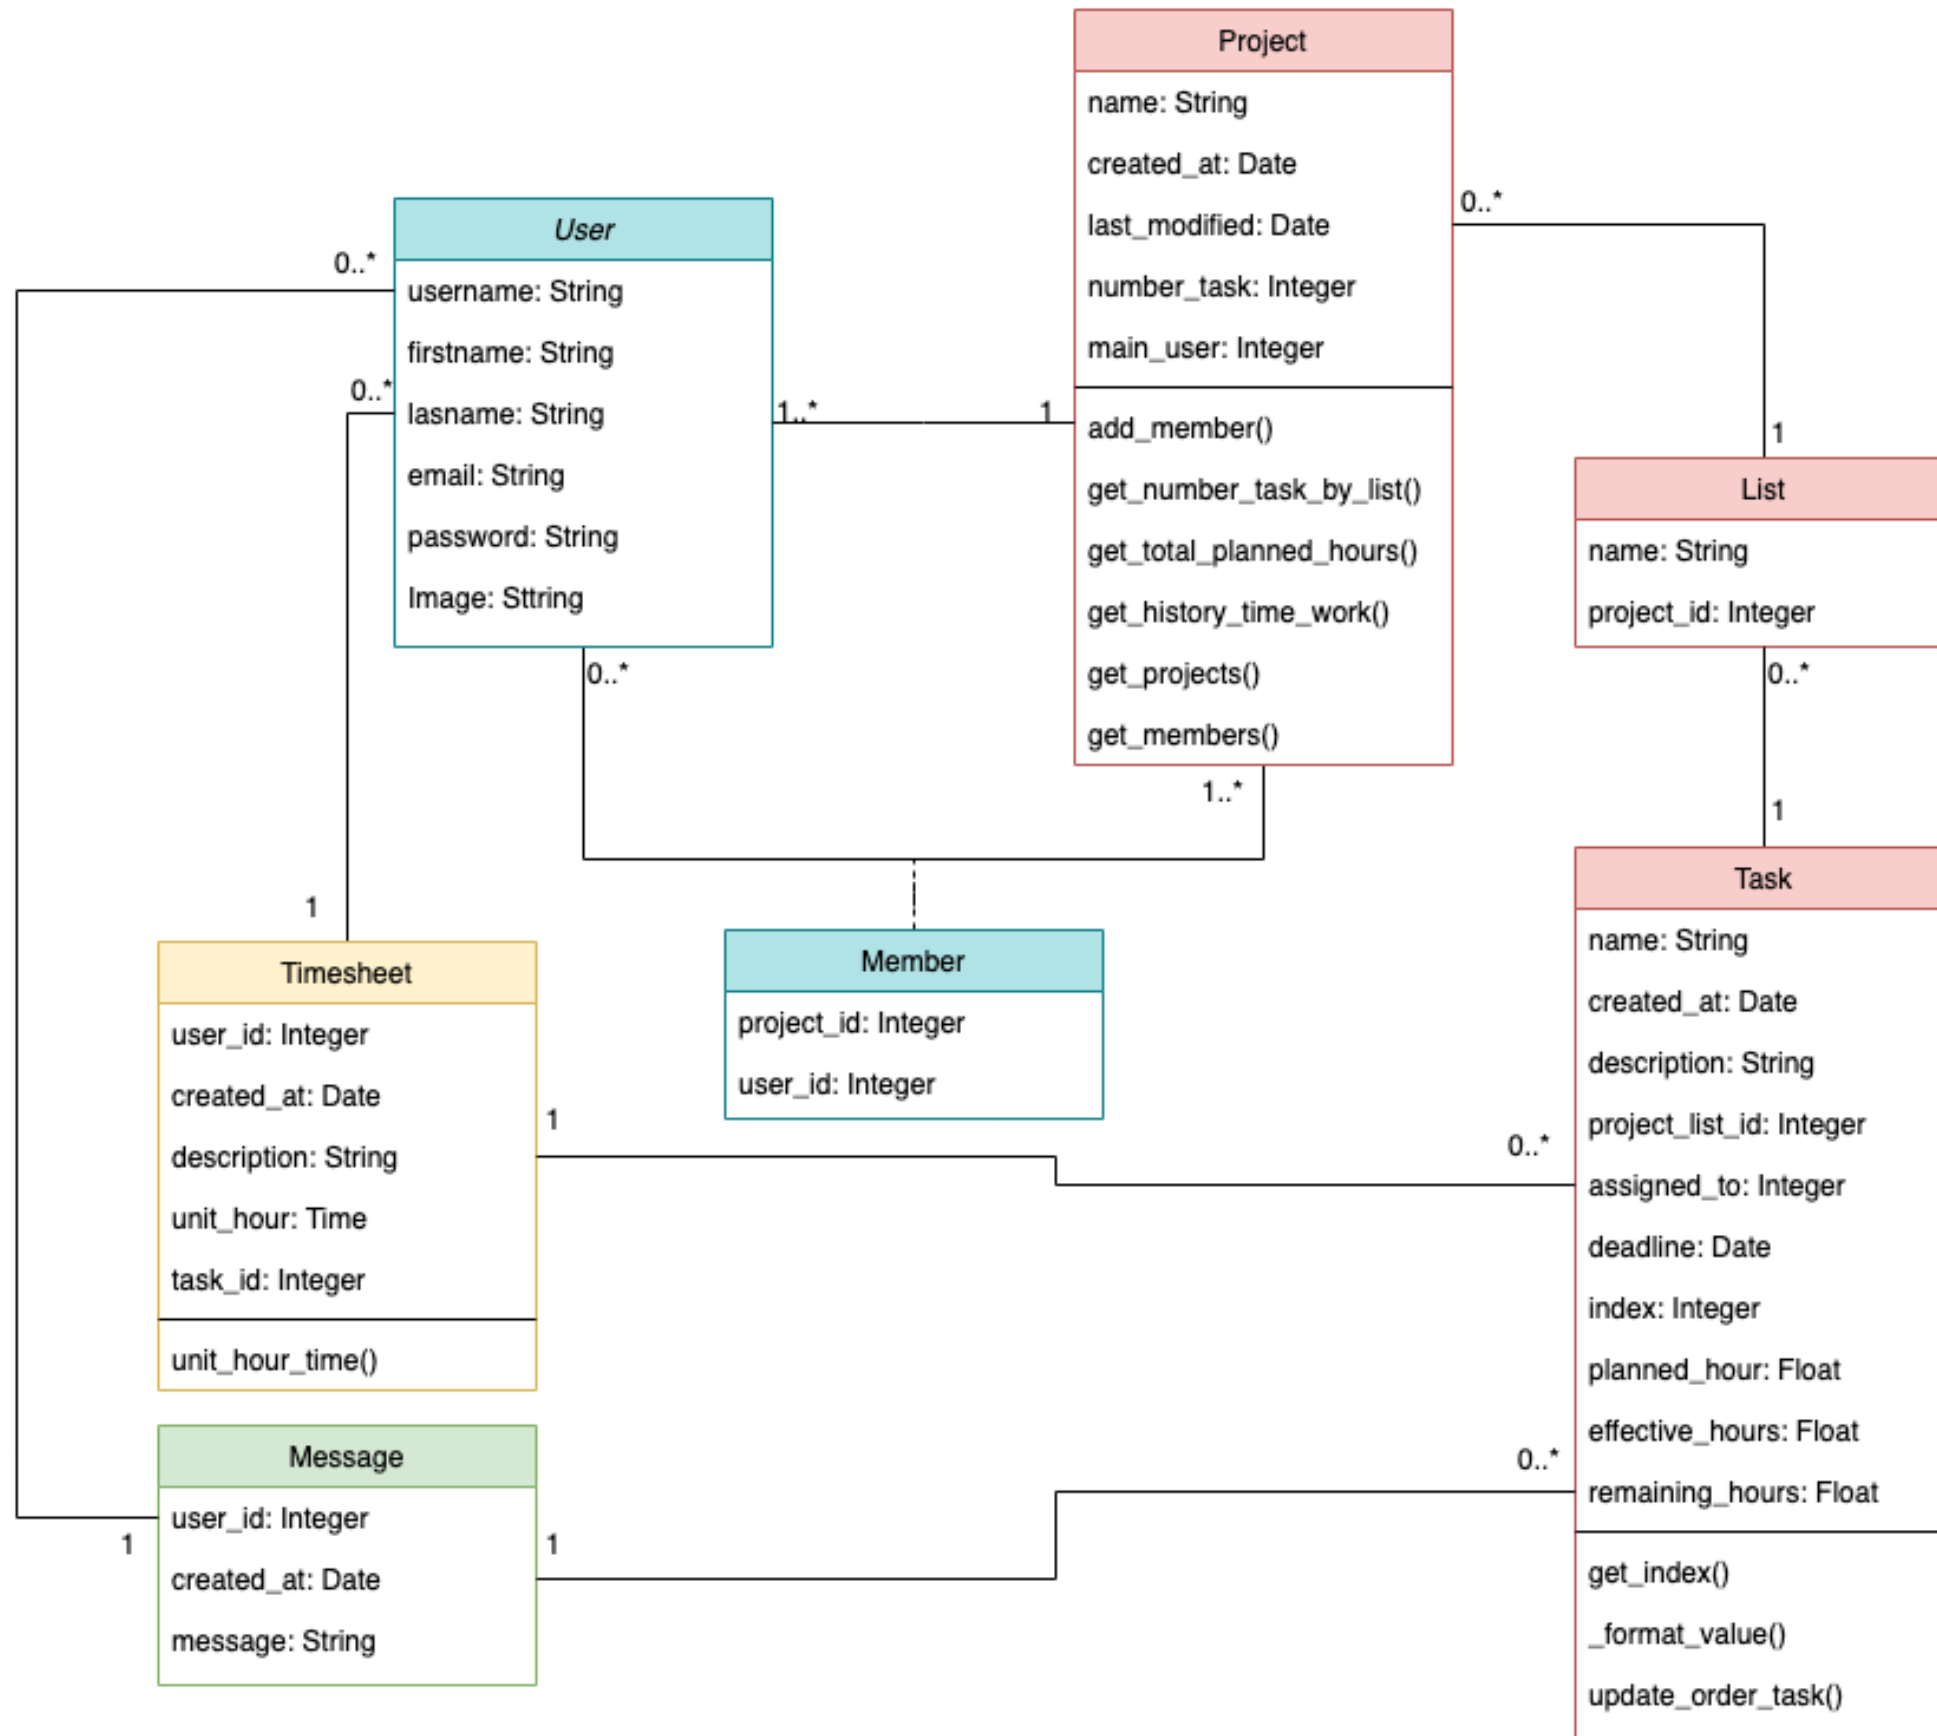 Project
name: String
created_at: Date
last_modified: Date
number_task: Integer
main_user: Integer
add_member()
get_number_task_by_list()
get_total_planned_hours()
get_history_time_work()
get_projects()
get_members()
0..*
1
User
username: String
firstname: String
lasname: String
email: String
password: String
Image: Sttring
0..*
0..*
1..*
1
0..*
1..*
List
name: String
project_id: Integer
0..*
1
1
Timesheet
user_id: Integer
created_at: Date
description: String
unit_hour: Time
task_id: Integer
unit_hour_time()
Member
project_id: Integer
user_id: Integer
1
0..*
Task
name: String
created_at: Date
description: String
project_list_id: Integer
assigned_to: Integer
deadline: Date
index: Integer
planned_hour: Float
effective_hours: Float
remaining_hours: Float
get_index()
_format_value()
update_order_task()
Message
user_id: Integer
created_at: Date
message: String
1
1
0..*